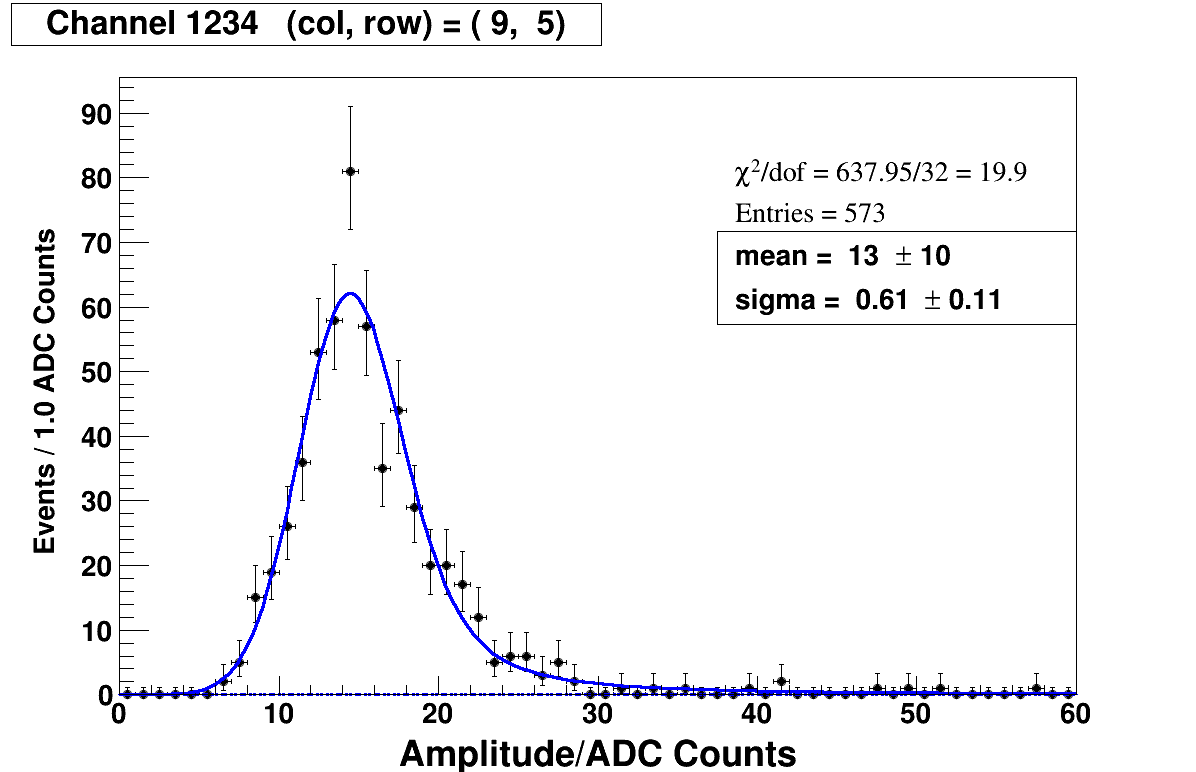 Channel 1234 (col, row) = ( 9, 5)
χ²/dof = 637.95/32 = 19.9
Entries = 573
mean = 13 ± 10
sigma = 0.61 ± 0.11
Events / 1.0 ADC Counts
90
80
70
60
50
40
30
20
10
0
0 10 20 30 40 50 60
Amplitude/ADC Counts